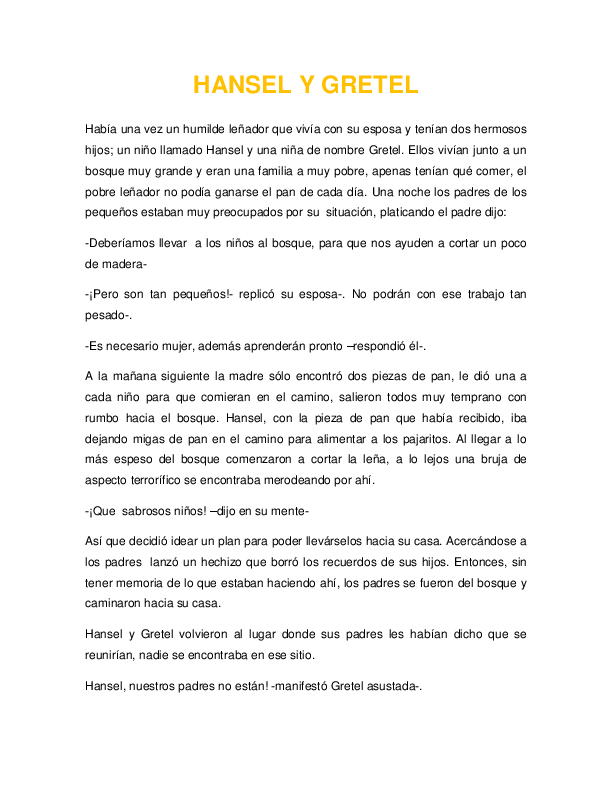 HANSEL Y GRETEL
Había una vez un humilde leñador que vivía con su esposa y tenían dos hermosos
hijos; un niño llamado Hansel y una niña de nombre Gretel. Ellos vivían junto a un
bosque muy grande y eran una familia a muy pobre, apenas tenían qué comer, el
pobre leñador no podía ganarse el pan de cada día. Una noche los padres de los
pequeños estaban muy preocupados por su situación, platicando el padre dijo:
-Deberíamos llevar a los niños al bosque, para que nos ayuden a cortar un poco
de madera-
-¡Pero son tan pequeños!- replicó su esposa-. No podrán con ese trabajo tan
pesado-.
-Es necesario mujer, además aprenderán pronto –respondió él-.
A la mañana siguiente la madre sólo encontró dos piezas de pan, le dió una a
cada niño para que comieran en el camino, salieron todos muy temprano con
rumbo hacia el bosque. Hansel, con la pieza de pan que había recibido, iba
dejando migas de pan en el camino para alimentar a los pajaritos. Al llegar a lo
más espeso del bosque comenzaron a cortar la leña, a lo lejos una bruja de
aspecto terrorífico se encontraba merodeando por ahí.
-¡Que sabrosos niños! –dijo en su mente-
Así que decidió idear un plan para poder llevárselos hacia su casa. Acercándose a
los padres lanzó un hechizo que borró los recuerdos de sus hijos. Entonces, sin
tener memoria de lo que estaban haciendo ahí, los padres se fueron del bosque y
caminaron hacia su casa.
Hansel y Gretel volvieron al lugar donde sus padres les habían dicho que se
reunirían, nadie se encontraba en ese sitio.
Hansel, nuestros padres no están! -manifestó Gretel asustada-.